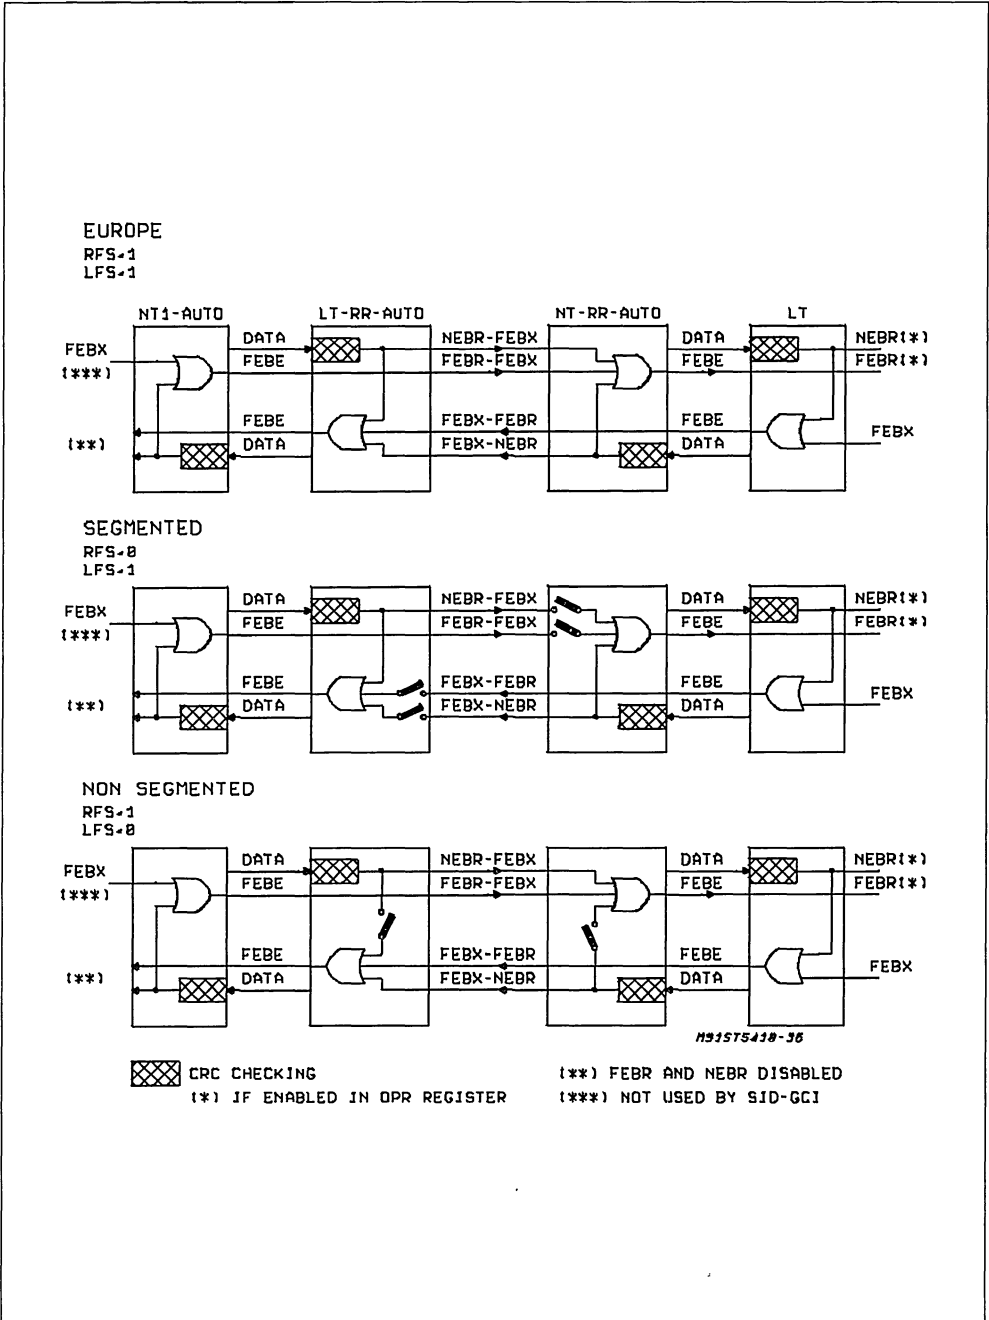 EUROPE
RFS=1
LFS=1
NT1-AUTO LT-RR-AUTO NT-RR-AUTO LT
DATA NEBR-FEBX DATA NEBR(*)
FEBX FEBE FEBR-FEBX FEBE FEBR(*)
(***)
FEBE FEBX-FEBR FEBE FEBX
(**) DATA FEBX-NEBR DATA
SEGMENTED
RFS=0
LFS=1
DATA NEBR-FEBX DATA NEBR(*)
FEBX FEBE FEBR-FEBX FEBE FEBR(*)
(***)
FEBE FEBX-FEBR FEBE FEBX
(**) DATA FEBX-NEBR DATA
NON SEGMENTED
RFS=1
LFS=0
DATA NEBR-FEBX DATA NEBR(*)
FEBX FEBE FEBR-FEBX FEBE FEBR(*)
(***)
FEBE FEBX-FEBR FEBE FEBX
(**) DATA FEBX-NEBR DATA
M91ST5410-36
CRC CHECKING (**) FEBR AND NEBR DISABLED
(*) IF ENABLED IN OPR REGISTER (***) NOT USED BY SID-GCI